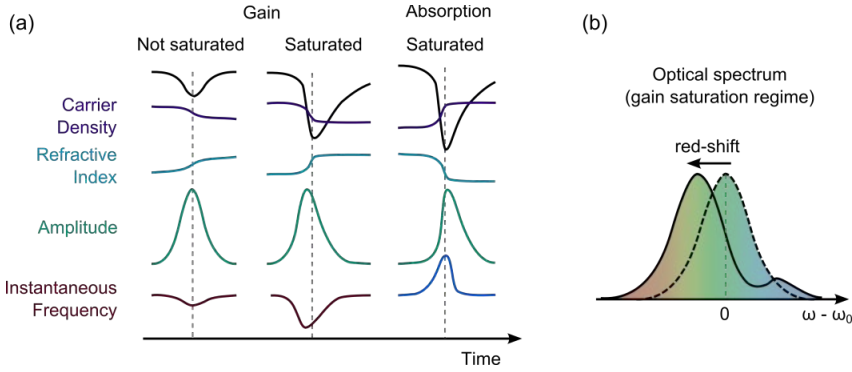 (a)
Gain
Absorption
Not saturated
Saturated
Saturated
Carrier
Density
Refractive
Index
Amplitude
Instantaneous
Frequency
Time
(b)
Optical spectrum
(gain saturation regime)
red-shift
0
ω - ω₀